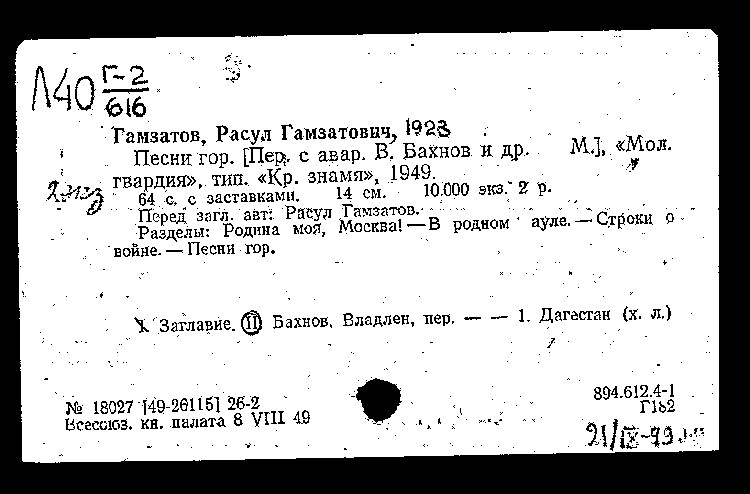 Л40 Г-2
616
Гамзатов, Расул Гамзатович, 1923
Песни гор. [Пер. с авар. В. Бахнов и др. М.], «Мол.
гвардия», тип. «Кр. знамя», 1949.
64 с. с заставками. 14 см. 10.000 экз. 2 р.
2 экз
Перед загл. авт: Расул Гамзатов.
Разделы: Родина моя, Москва! — В родном ауле. — Строки о
войне. — Песни гор.
I. Заглавие. II Бахнов, Владлен, пер. — — 1. Дагестан (х. л.)
№ 18027 [49-26115] 26-2
Всесоюз. кн. палата 8 VIII 49
894.612.4-1
Г182
21/IX-49